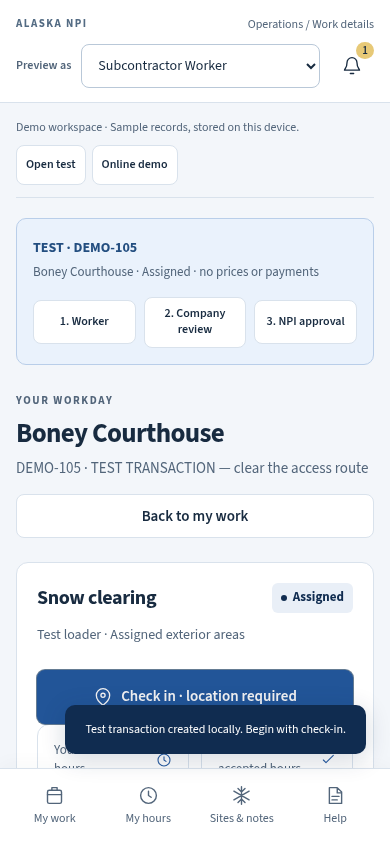 ALASKA NPI
Operations / Work details
Preview as
Subcontractor Worker
1
Demo workspace · Sample records, stored on this device.
Open test
Online demo
TEST · DEMO-105
Boney Courthouse · Assigned · no prices or payments
1. Worker
2. Company
review
3. NPI approval
YOUR WORKDAY
Boney Courthouse
DEMO-105 · TEST TRANSACTION — clear the access route
Back to my work
Snow clearing
Assigned
Test loader · Assigned exterior areas
Check in · location required
Test transaction created locally. Begin with check-in.
hours
accepted hours
My work
My hours
Sites & notes
Help